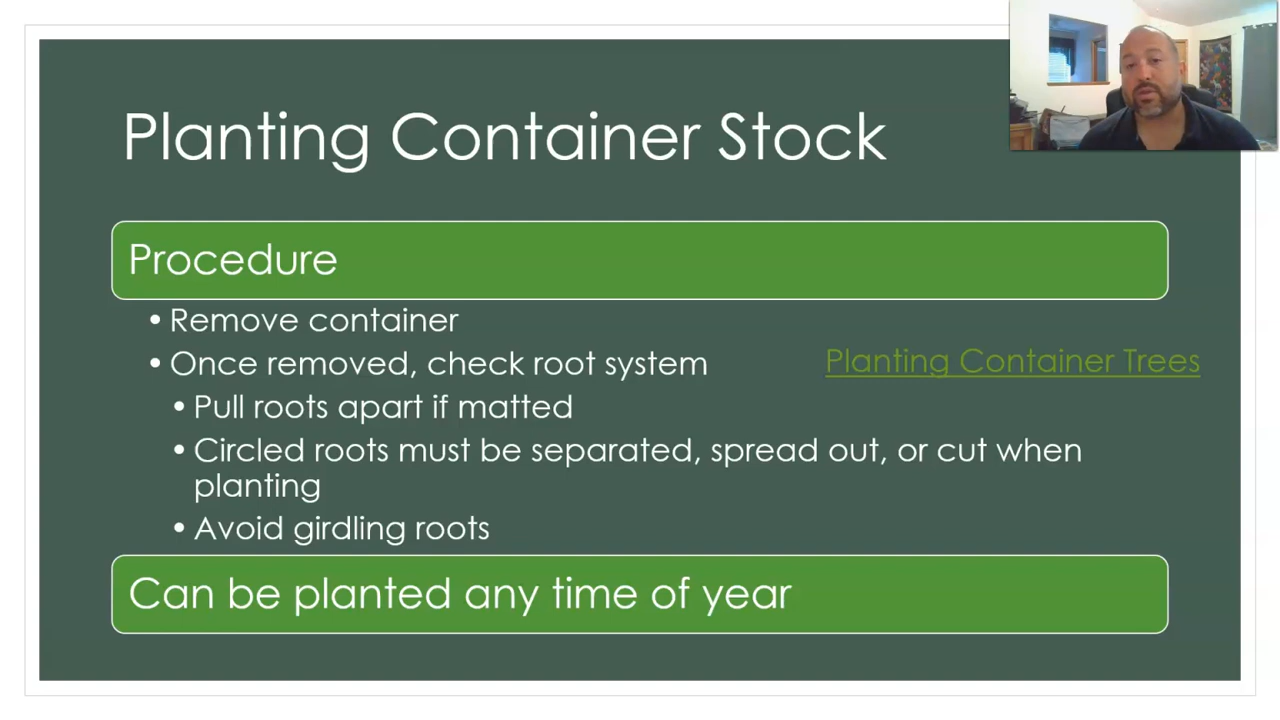 Planting Container Stock
Procedure
• Remove container
• Once removed, check root system
Planting Container Trees
• Pull roots apart if matted
• Circled roots must be separated, spread out, or cut when
planting
• Avoid girdling roots
Can be planted any time of year